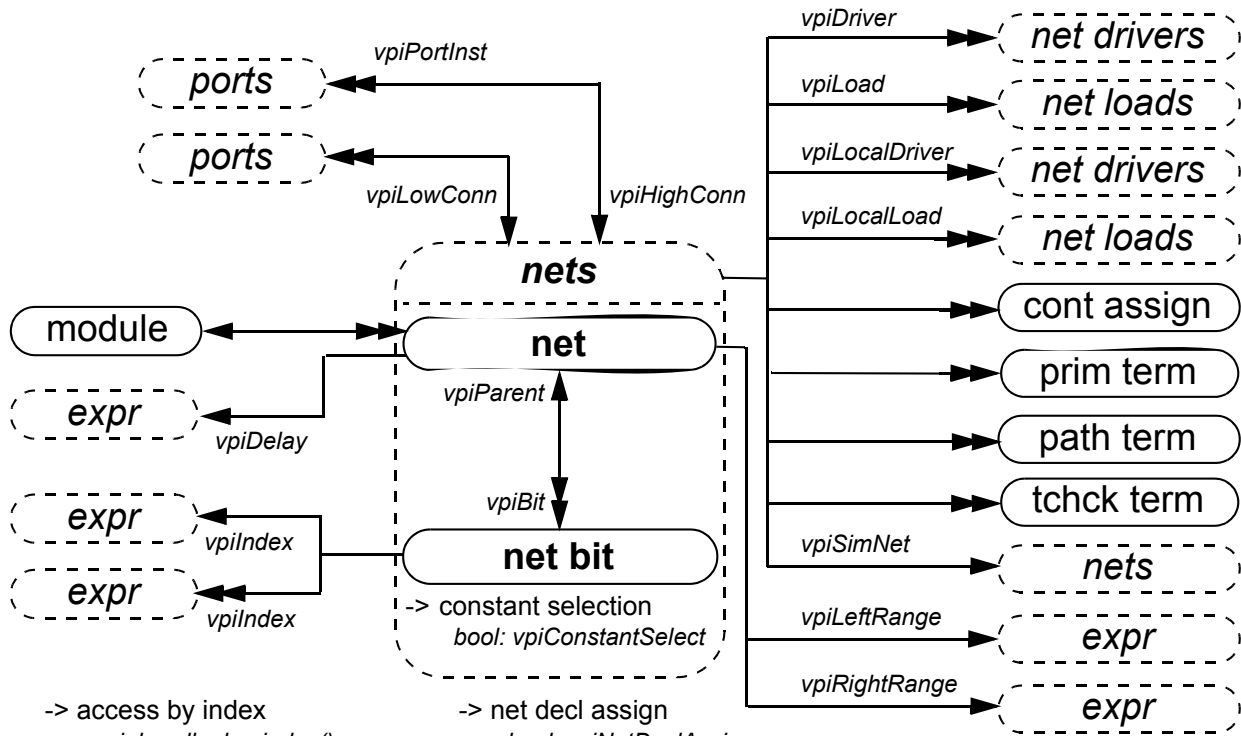 vpiDriver
net drivers
vpiPortInst
ports
vpiLoad
net loads
ports
vpiLocalDriver
net drivers
vpiLowConn
vpiHighConn
vpiLocalLoad
net loads
nets
cont assign
module
net
prim term
vpiParent
expr
vpiDelay
path term
vpiBit
tchck term
expr
vpiIndex
vpiSimNet
nets
net bit
expr
vpiIndex
-> constant selection
bool: vpiConstantSelect
vpiLeftRange
expr
vpiRightRange
expr
-> access by index
-> net decl assign